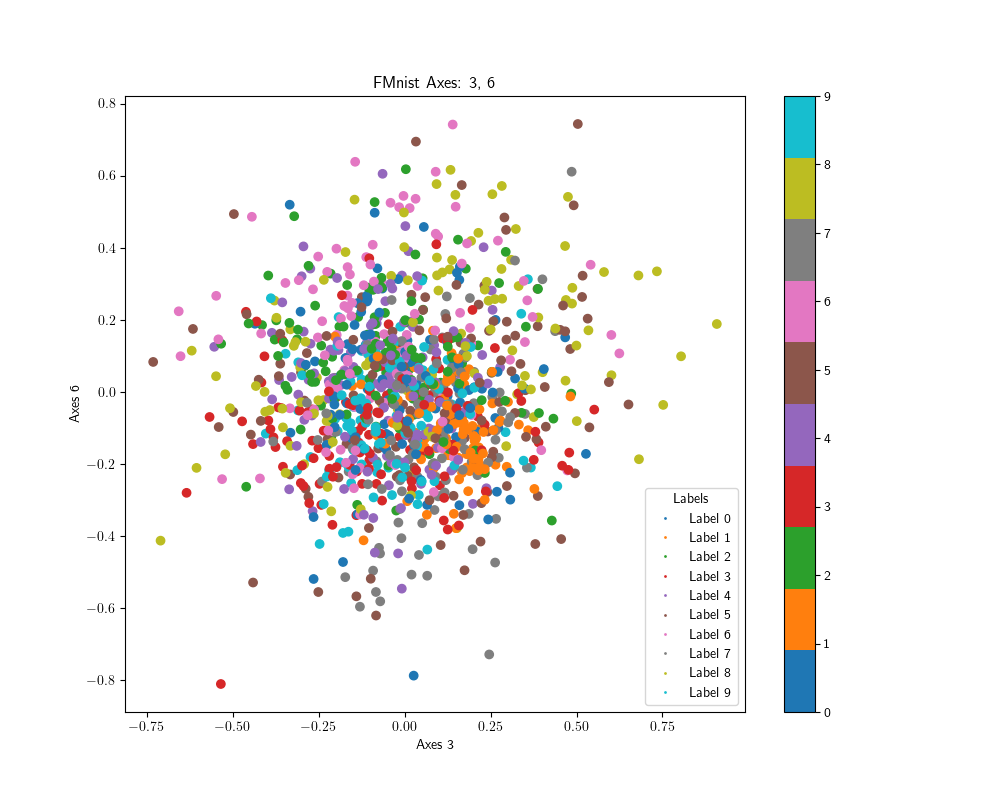 FMnist Axes: 3, 6
0.8
0.6
0.4
0.2
0.0
−0.2
−0.4
−0.6
−0.8
Axes 6
−0.75
−0.50
−0.25
0.00
0.25
0.50
0.75
Axes 3
Labels
Label 0
Label 1
Label 2
Label 3
Label 4
Label 5
Label 6
Label 7
Label 8
Label 9
9
8
7
6
5
4
3
2
1
0